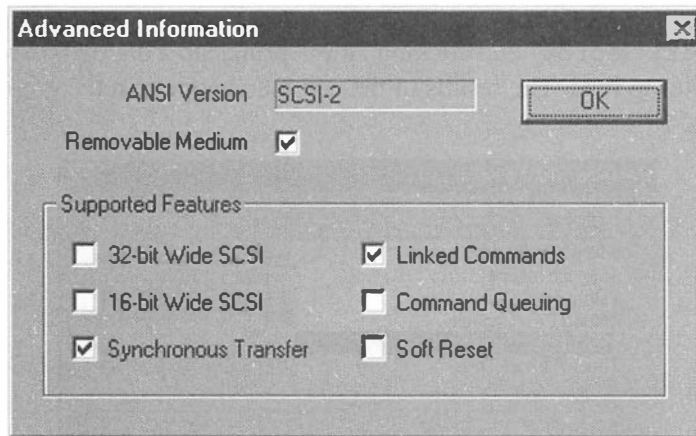 Advanced Information
ANSI Version SCSI-2 OK
Removable Medium
Supported Features
32-bit Wide SCSI Linked Commands
16-bit Wide SCSI Command Queuing
Synchronous Transfer Soft Reset